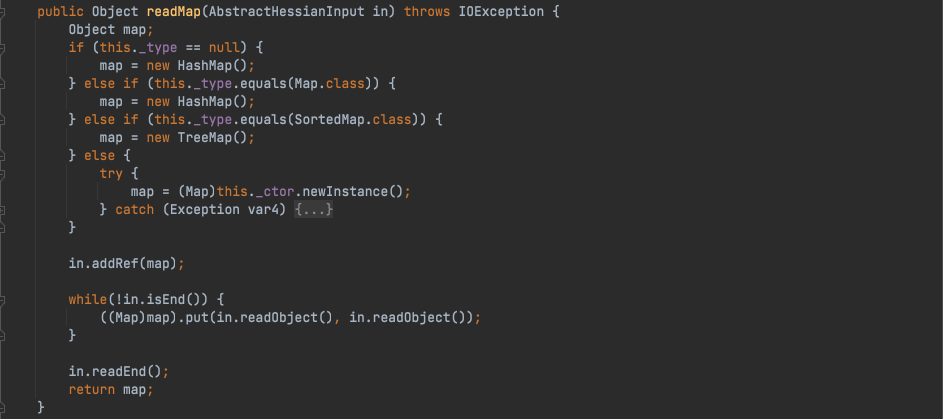 public Object readMap(AbstractHessianInput in) throws IOException {
Object map;
if (this._type == null) {
map = new HashMap();
} else if (this._type.equals(Map.class)) {
map = new HashMap();
} else if (this._type.equals(SortedMap.class)) {
map = new TreeMap();
} else {
try {
map = (Map)this._ctor.newInstance();
} catch (Exception var4) {...}
}
in.addRef(map);
while(!in.isEnd()) {
((Map)map).put(in.readObject(), in.readObject());
}
in.readEnd();
return map;
}